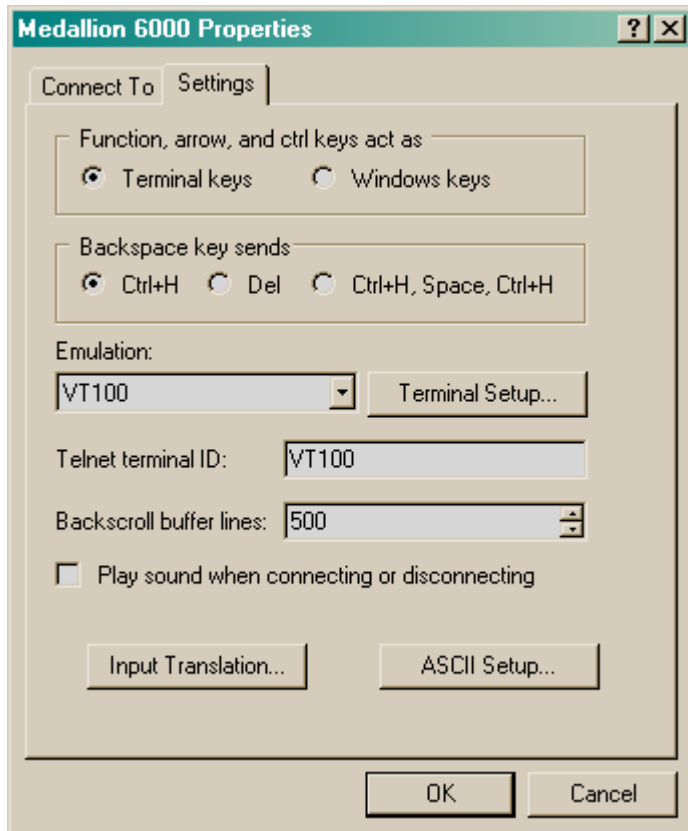 Medallion 6000 Properties
Connect To Settings
Function, arrow, and ctrl keys act as
Terminal keys Windows keys
Backspace key sends
Ctrl+H Del Ctrl+H, Space, Ctrl+H
Emulation:
VT100 Terminal Setup...
Telnet terminal ID: VT100
Backscroll buffer lines: 500
Play sound when connecting or disconnecting
Input Translation... ASCII Setup...
OK Cancel